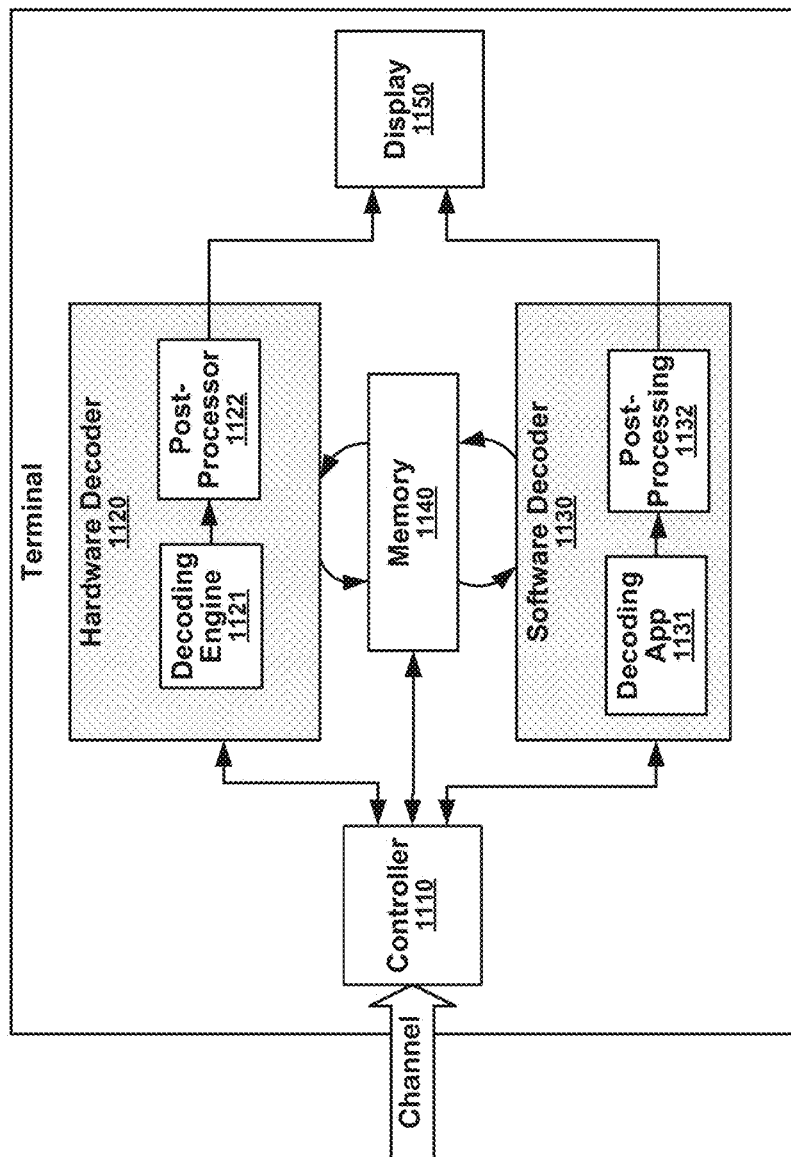 Terminal
Hardware Decoder
1120
Decoding
Engine
1121
Post-
Processor
1122
Channel
Controller
1110
Memory
1140
Display
1150
Software Decoder
1130
Decoding
App
1131
Post-
Processing
1132